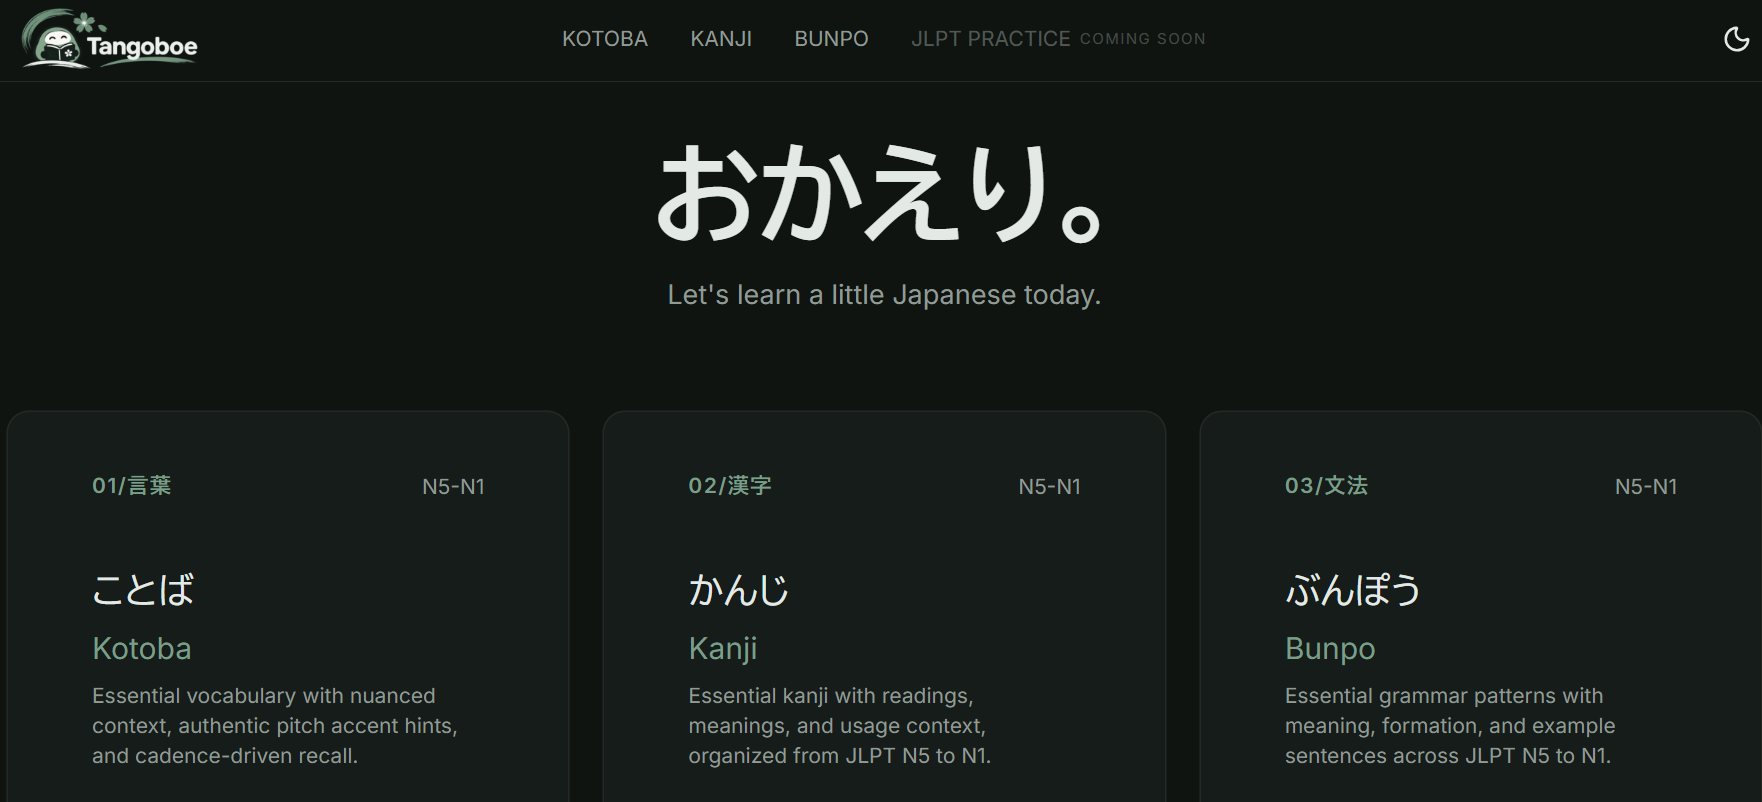 Tangoboe
KOTOBA KANJI BUNPO JLPT PRACTICE COMING SOON
おかえり。
Let's learn a little Japanese today.
01/言葉 N5-N1
ことば
Kotoba
Essential vocabulary with nuanced
context, authentic pitch accent hints,
and cadence-driven recall.
02/漢字 N5-N1
かんじ
Kanji
Essential kanji with readings,
meanings, and usage context,
organized from JLPT N5 to N1.
03/文法 N5-N1
ぶんぽう
Bunpo
Essential grammar patterns with
meaning, formation, and example
sentences across JLPT N5 to N1.